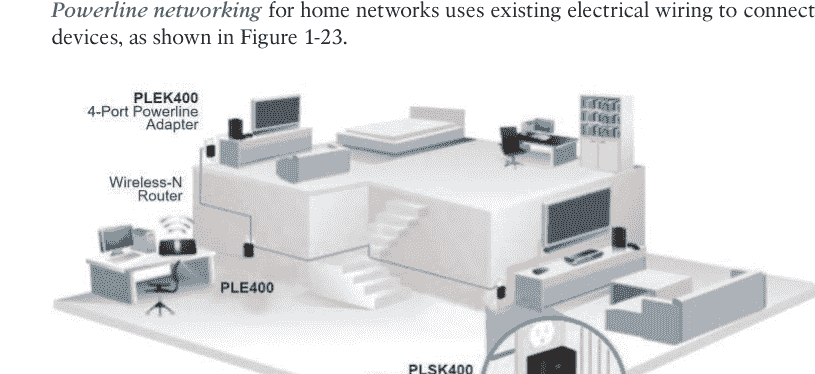 Powerline networking for home networks uses existing electrical wiring to connect
devices, as shown in Figure 1-23.
PLEK400
4-Port Powerline
Adapter
Wireless-N
Router
PLE400
PLSK400